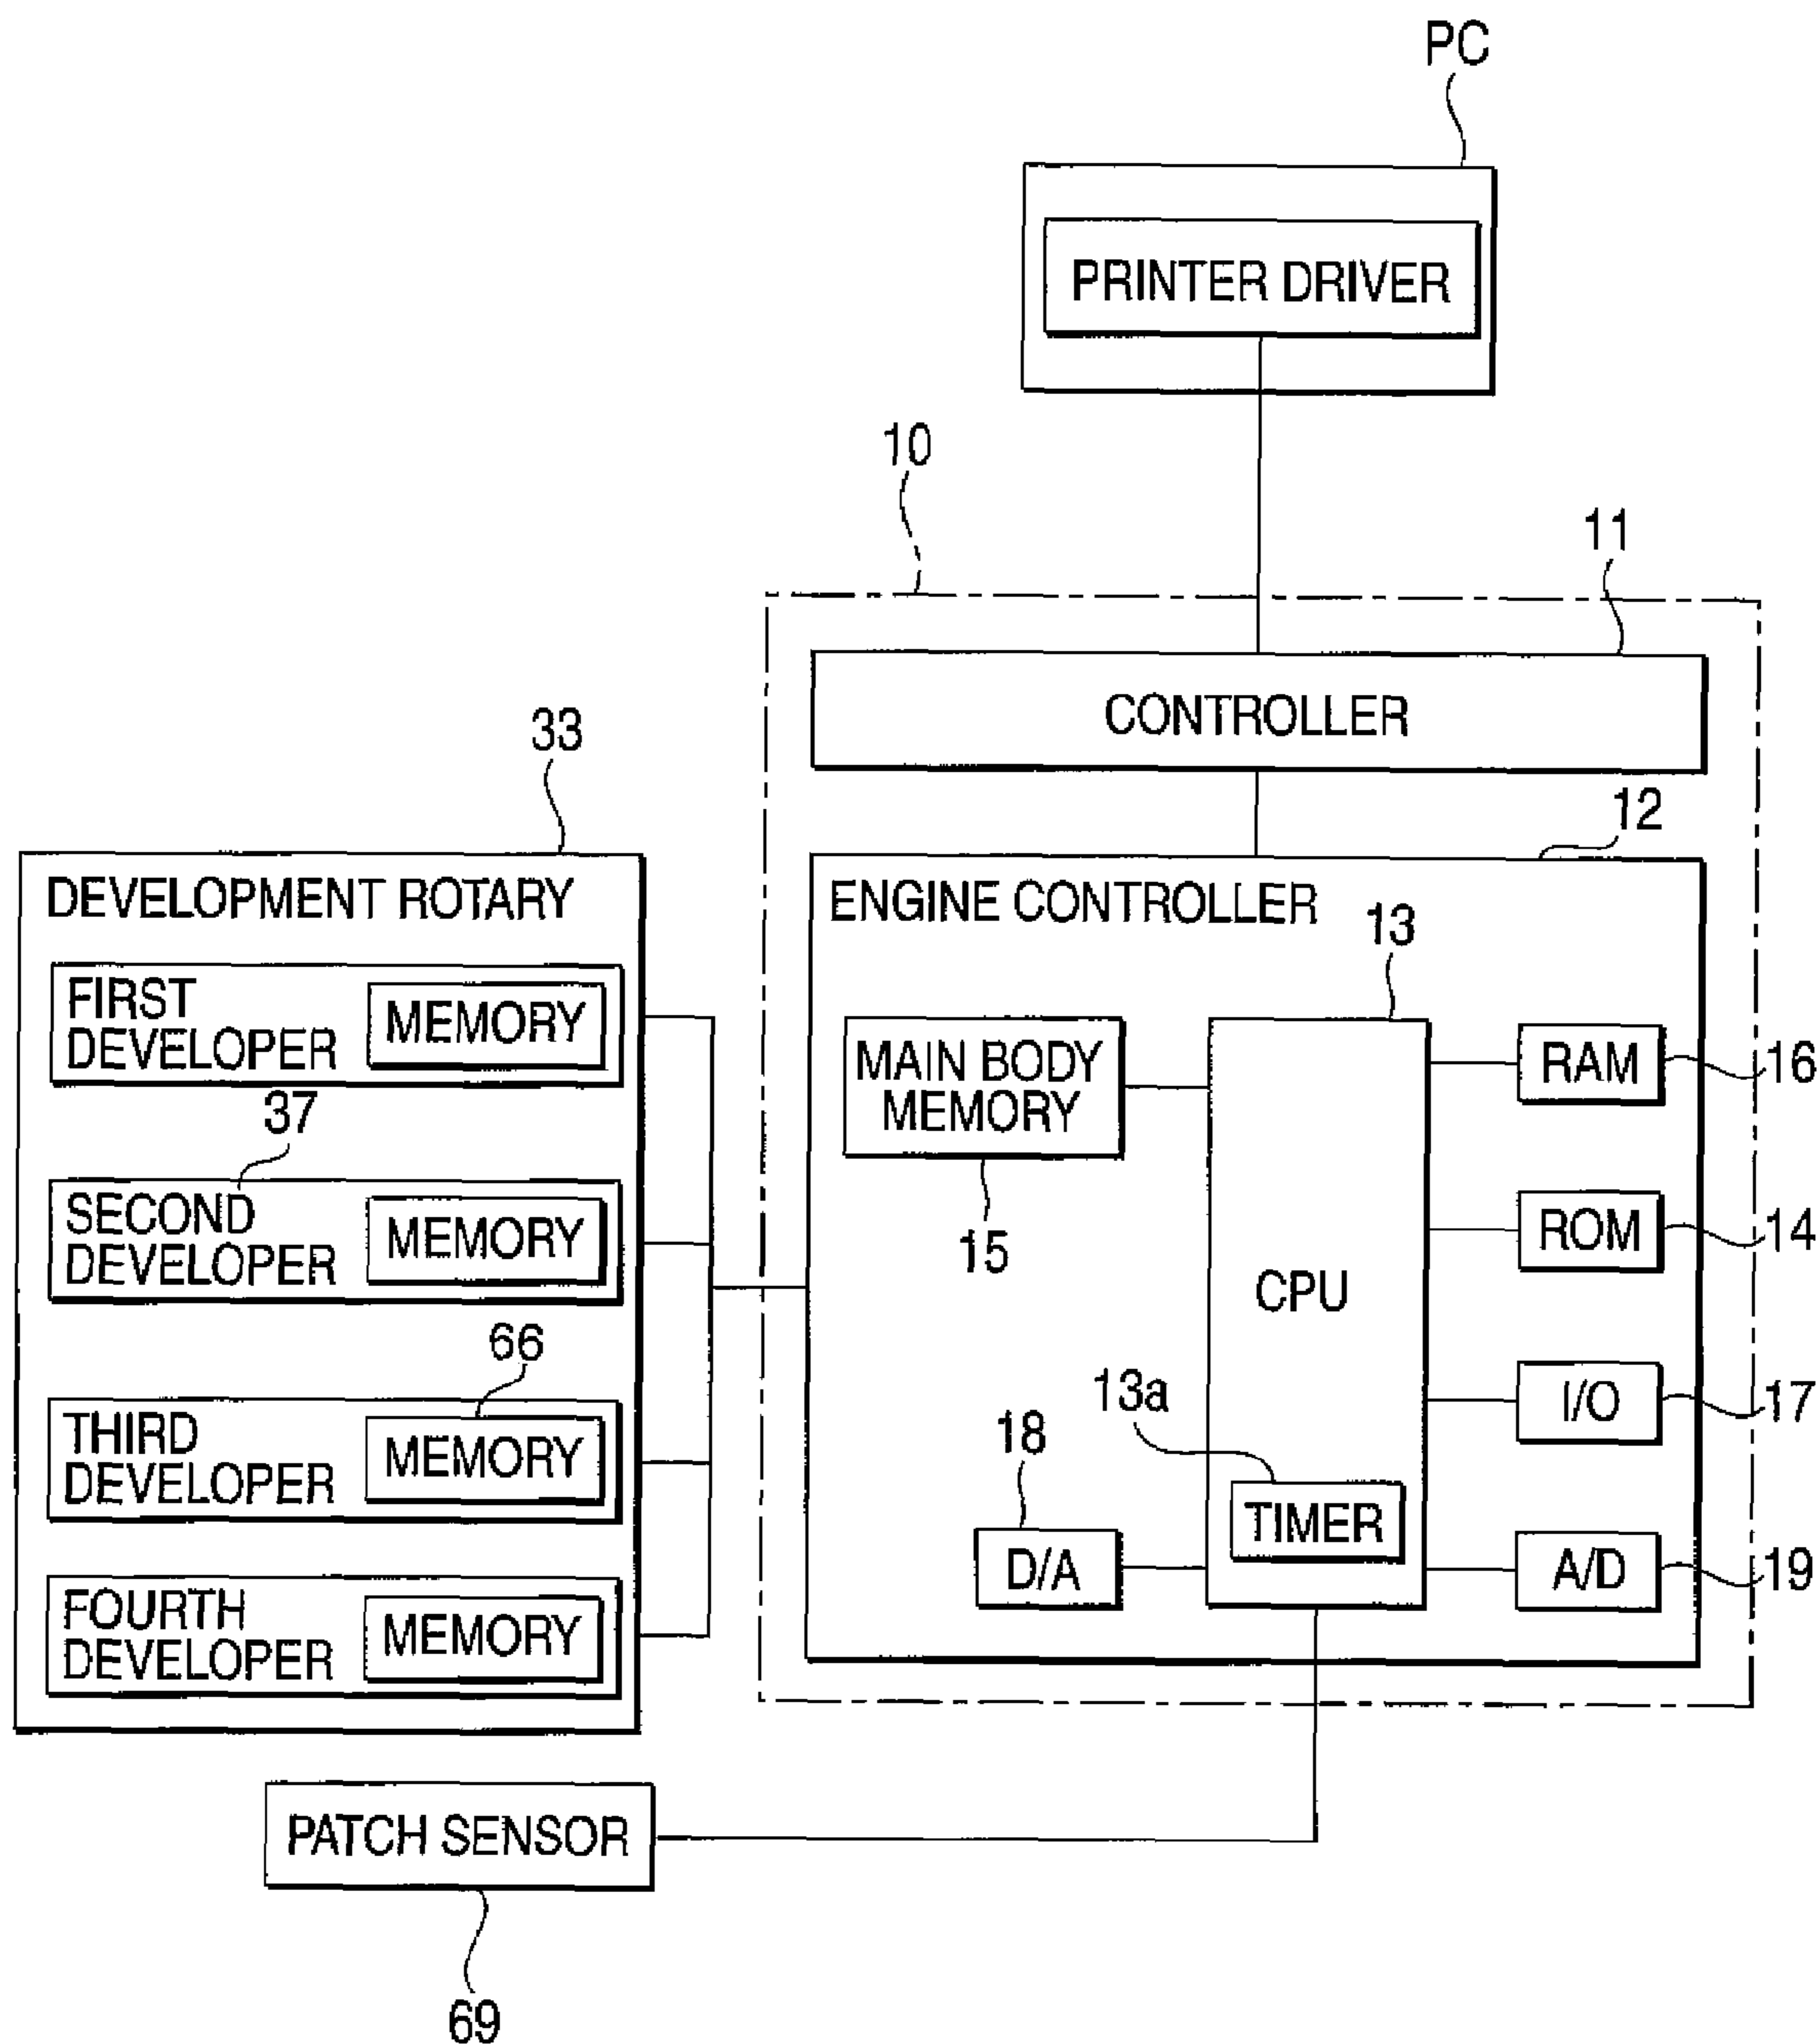 PC
PRINTER DRIVER
10
11
CONTROLLER
33
12
DEVELOPMENT ROTARY
ENGINE CONTROLLER
13
FIRST
DEVELOPER
MEMORY
MAIN BODY
MEMORY
15
RAM
16
37
SECOND
DEVELOPER
MEMORY
CPU
ROM
14
66
THIRD
DEVELOPER
MEMORY
18
13a
I/O
17
D/A
TIMER
A/D
19
FOURTH
DEVELOPER
MEMORY
PATCH SENSOR
69